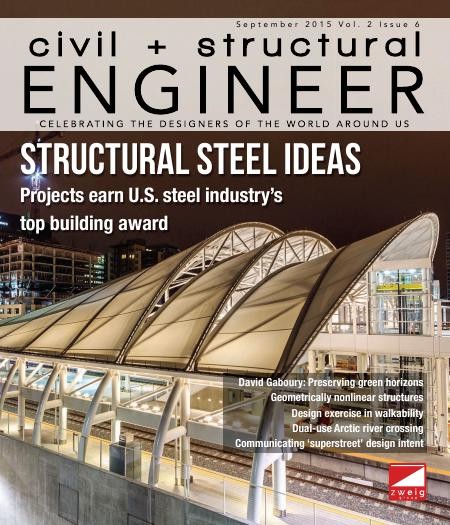 September 2015 Vol. 2 Issue 6
civil + structural
ENGINEER
CELEBRATING THE DESIGNERS OF THE WORLD AROUND US
STRUCTURAL STEEL IDEAS
Projects earn U.S. steel industry's
top building award
David Gaboury: Preserving green horizons
Geometrically nonlinear structures
Design exercise in walkability
Dual-use Arctic river crossing
Communicating 'superstreet' design intent
zweig
group